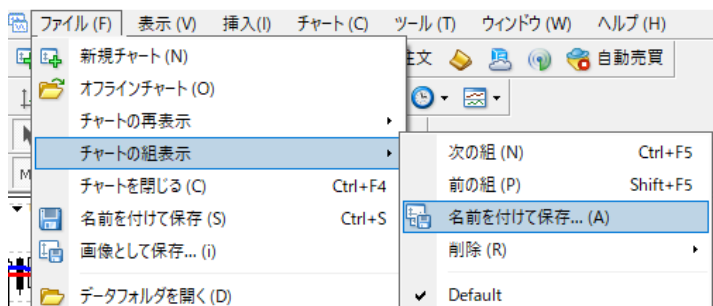 ファイル (F) 表示 (V) 挿入(I) チャート (C) ツール (T) ウィンドウ (W) ヘルプ (H)
新規チャート (N)
注文 自動売買
オフラインチャート (O)
チャートの再表示
チャートの組表示
次の組 (N) Ctrl+F5
チャートを閉じる (C) Ctrl+F4
前の組 (P) Shift+F5
名前を付けて保存 (S) Ctrl+S
名前を付けて保存... (A)
画像として保存... (i)
削除 (R)
データフォルダを開く (D)
Default